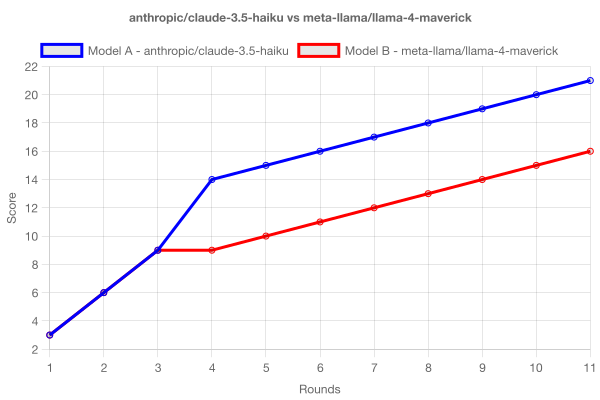 anthropic/claude-3.5-haiku vs meta-llama/llama-4-maverick
Model A - anthropic/claude-3.5-haiku Model B - meta-llama/llama-4-maverick
22
20
18
16
14
12
10
8
6
4
2
Score
1 2 3 4 5 6 7 8 9 10 11
Rounds